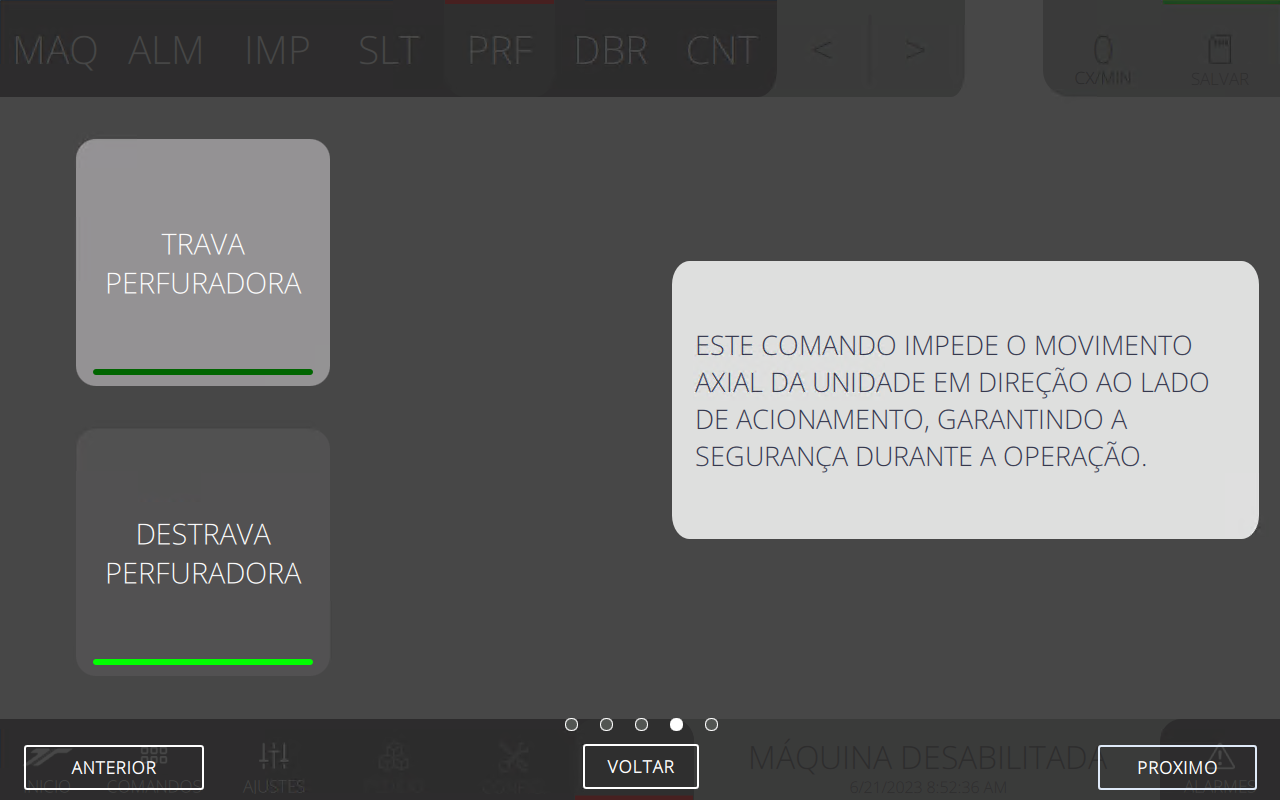 MAQ ALM IMP SLT PRF DBR CNT < > 0
CX/MIN SALVAR
TRAVA
PERFURADORA
ESTE COMANDO IMPEDE O MOVIMENTO
AXIAL DA UNIDADE EM DIREÇÃO AO LADO
DE ACIONAMENTO, GARANTINDO A
SEGURANÇA DURANTE A OPERAÇÃO.
DESTRAVA
PERFURADORA
MÁQUINA DESABILITADA
ANTERIOR VOLTAR PROXIMO
INICIO COMANDOS AJUSTES 6/21/2023 8:52:36 AM ALARMES